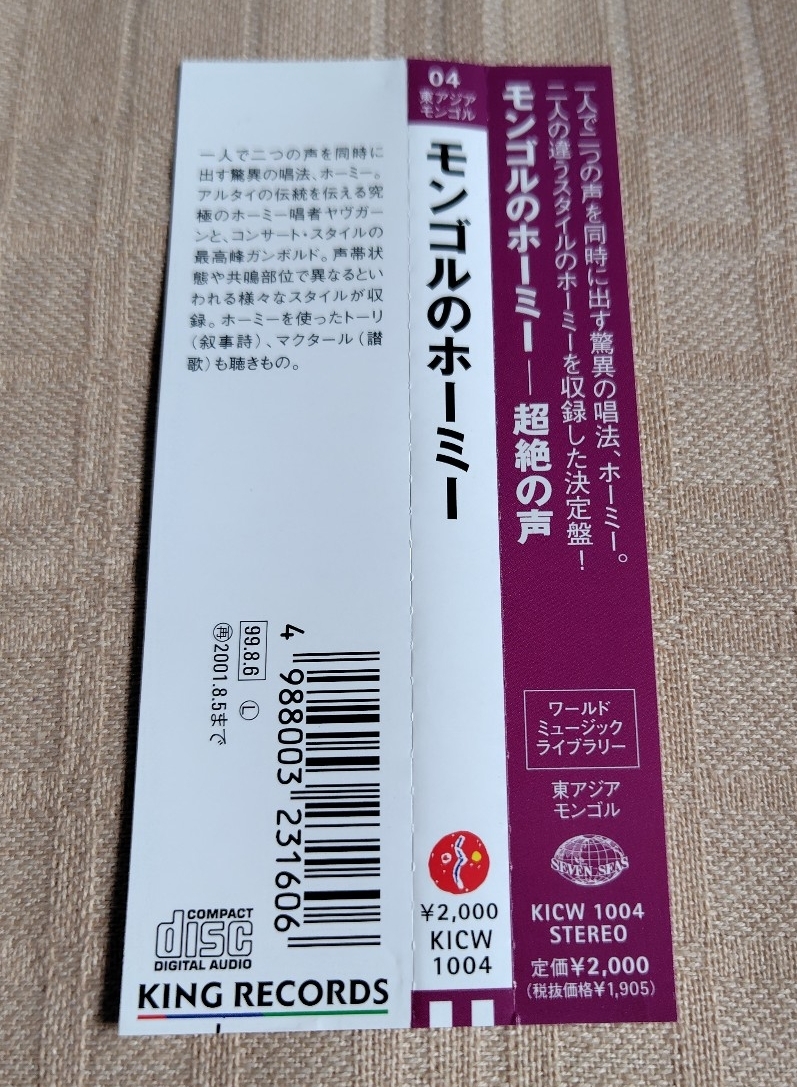 一人で二つの声を同時に
出す驚異の唱法、ホーミー。
アルタイの伝統を伝える究
極のホーミー唱者ヤヴガー
ンと、コンサート・スタイルの
最高峰ガンボルド。声帯状
態や共鳴部位で異なるとい
われる様々なスタイルが収
録。ホーミーを使ったトーリ
（叙事詩）、マクタール（讃
歌）も聴きもの。
4 988003 231606
99.8.6 Ⓛ
� 2001.8.5まで
COMPACT
disc
DIGITAL AUDIO
KING RECORDS
04
東アジア
モンゴル
モンゴルのホーミー
¥2,000
KICW
1004
一人で二つの声を同時に出す驚異の唱法、ホーミー。
二人の違うスタイルのホーミーを収録した決定盤！
モンゴルのホーミー―超絶の声
ワールド
ミュージック
ライブラリー
東アジア
モンゴル
SEVEN SEAS
KICW 1004
STEREO
定価¥2,000
（税抜価格¥1,905）